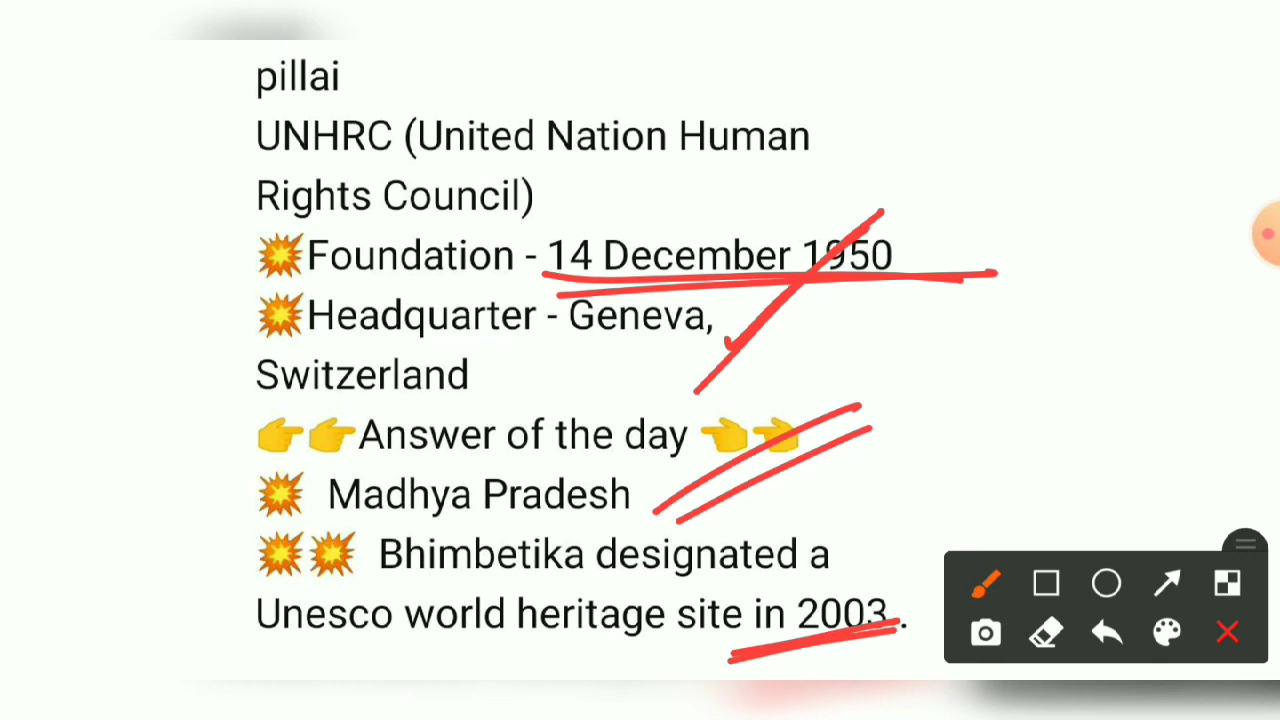 pillai
UNHRC (United Nation Human
Rights Council)
💥Foundation - 14 December 1950
💥Headquarter - Geneva,
Switzerland
👉👉Answer of the day 👈👈
💥 Madhya Pradesh
💥💥 Bhimbetika designated a
Unesco world heritage site in 2003.